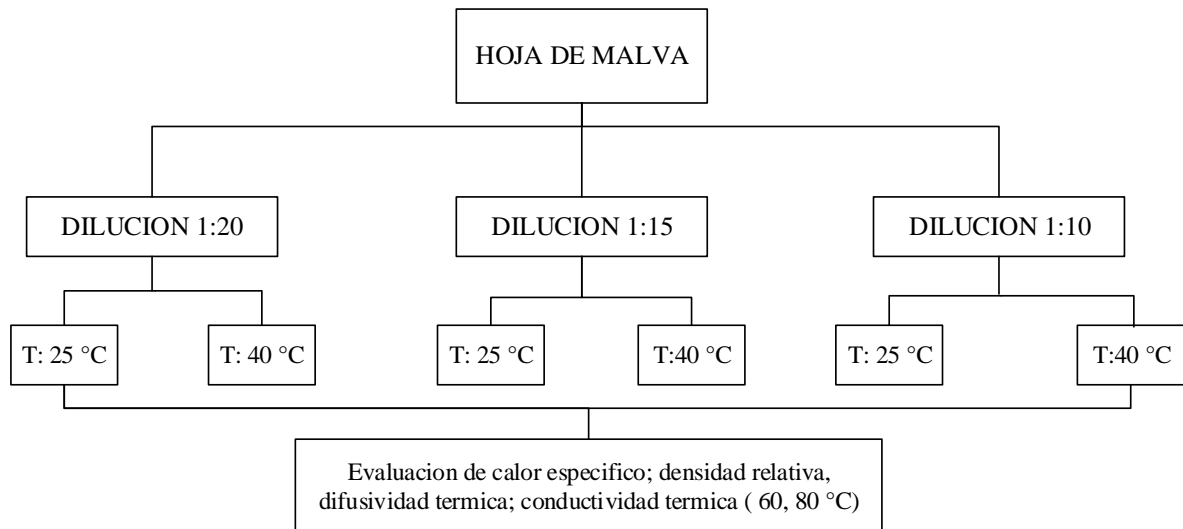 HOJA DE MALVA
DILUCION 1:20
DILUCION 1:15
DILUCION 1:10
T: 25 °C
T: 40 °C
T: 25 °C
T:40 °C
T: 25 °C
T:40 °C
Evaluacion de calor especifico; densidad relativa,
difusividad termica; conductividad termica ( 60, 80 °C)